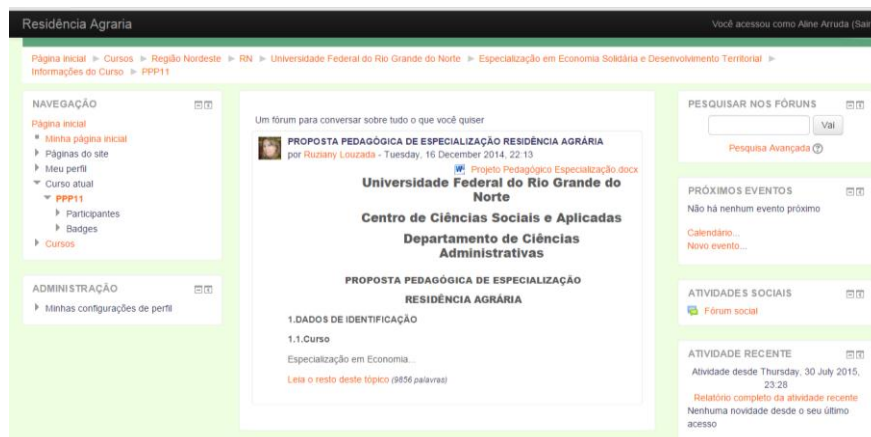 Residência Agraria
Você acessou como Aline Arruda (Sair
Página inicial ► Cursos ► Região Nordeste ► RN ► Universidade Federal do Rio Grande do Norte ► Especialização em Economia Solidária e Desenvolvimento Territorial ►
Informações do Curso ► PPP11
NAVEGAÇÃO
Página inicial
Minha página inicial
Páginas do site
Meu perfil
Curso atual
PPP11
Participantes
Badges
Cursos
ADMINISTRAÇÃO
Minhas configurações de perfil
Um fórum para conversar sobre tudo o que você quiser
PROPOSTA PEDAGÓGICA DE ESPECIALIZAÇÃO RESIDÊNCIA AGRÁRIA
por Ruziany Louzada - Tuesday, 16 December 2014, 22:13
Projeto Pedagógico Especialização.docx
Universidade Federal do Rio Grande do
Norte
Centro de Ciências Sociais e Aplicadas
Departamento de Ciências
Administrativas
PROPOSTA PEDAGÓGICA DE ESPECIALIZAÇÃO
RESIDÊNCIA AGRÁRIA
1.DADOS DE IDENTIFICAÇÃO
1.1.Curso
Especialização em Economia...
Leia o resto deste tópico (9856 palavras)
PESQUISAR NOS FÓRUNS
Vai
Pesquisa Avançada
PRÓXIMOS EVENTOS
Não há nenhum evento próximo
Calendário...
Novo evento...
ATIVIDADES SOCIAIS
Fórum social
ATIVIDADE RECENTE
Atividade desde Thursday, 30 July 2015,
23:28
Relatório completo da atividade recente
Nenhuma novidade desde o seu último
acesso